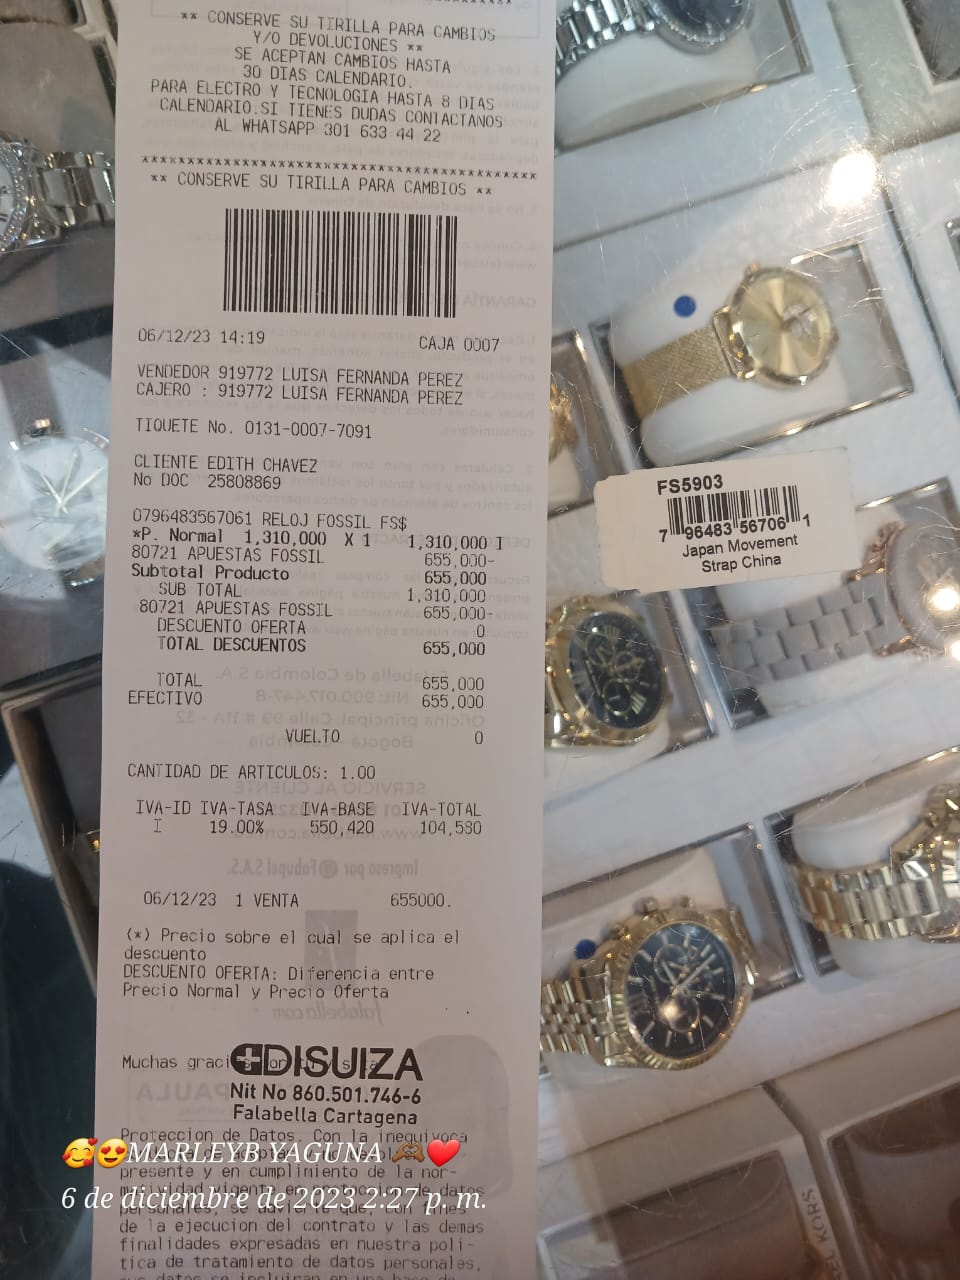 ** CONSERVE SU TIRILLA PARA CAMBIOS
Y/O DEVOLUCIONES **
SE ACEPTAN CAMBIOS HASTA
30 DIAS CALENDARIO.
PARA ELECTRO Y TECNOLOGIA HASTA 8 DIAS
CALENDARIO.SI TIENES DUDAS CONTACTANOS
AL WHATSAPP 301 633 44 22
***********************************
** CONSERVE SU TIRILLA PARA CAMBIOS **
06/12/23 14:19 CAJA 0007
VENDEDOR 919772 LUISA FERNANDA PEREZ
CAJERO : 919772 LUISA FERNANDA PEREZ
TIQUETE No. 0131-0007-7091
CLIENTE EDITH CHAVEZ
No DOC 25808869
0796483567061 RELOJ FOSSIL FS$
*P. Normal 1,310,000 X 1 1,310,000 I
80721 APUESTAS FOSSIL 655,000-
Subtotal Producto 655,000
SUB TOTAL 1,310,000
80721 APUESTAS FOSSIL 655,000-
DESCUENTO OFERTA 0
TOTAL DESCUENTOS 655,000
TOTAL 655,000
EFECTIVO 655,000
VUELTO 0
CANTIDAD DE ARTICULOS: 1.00
IVA-ID IVA-TASA IVA-BASE IVA-TOTAL
I 19.00% 550,420 104,580
06/12/23 1 VENTA 655000.
(*) Precio sobre el cual se aplica el
descuento
DESCUENTO OFERTA: Diferencia entre
Precio Normal y Precio Oferta
Muchas
DISUIZA
Nit No 860.501.746-6
Falabella Cartagena
Proteccion de Datos. Con la inequivoca
🥰😍MARLEYB YAGUNA 🫶🏽❤️
presente y en cumplimiento de la nor-
6 de diciembre de 2023 2:27 p. m.
de la ejecucion del contrato y las demas
finalidades expresadas en nuestra poli-
tica de tratamiento de datos personales,
FS5903
7 96483 56706 1
Japan Movement
Strap China
KORS